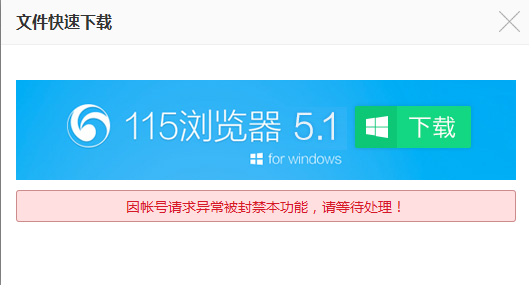 文件快速下载
115浏览器 5.1
下载
for windows
因帐号请求异常被封禁本功能，请等待处理！